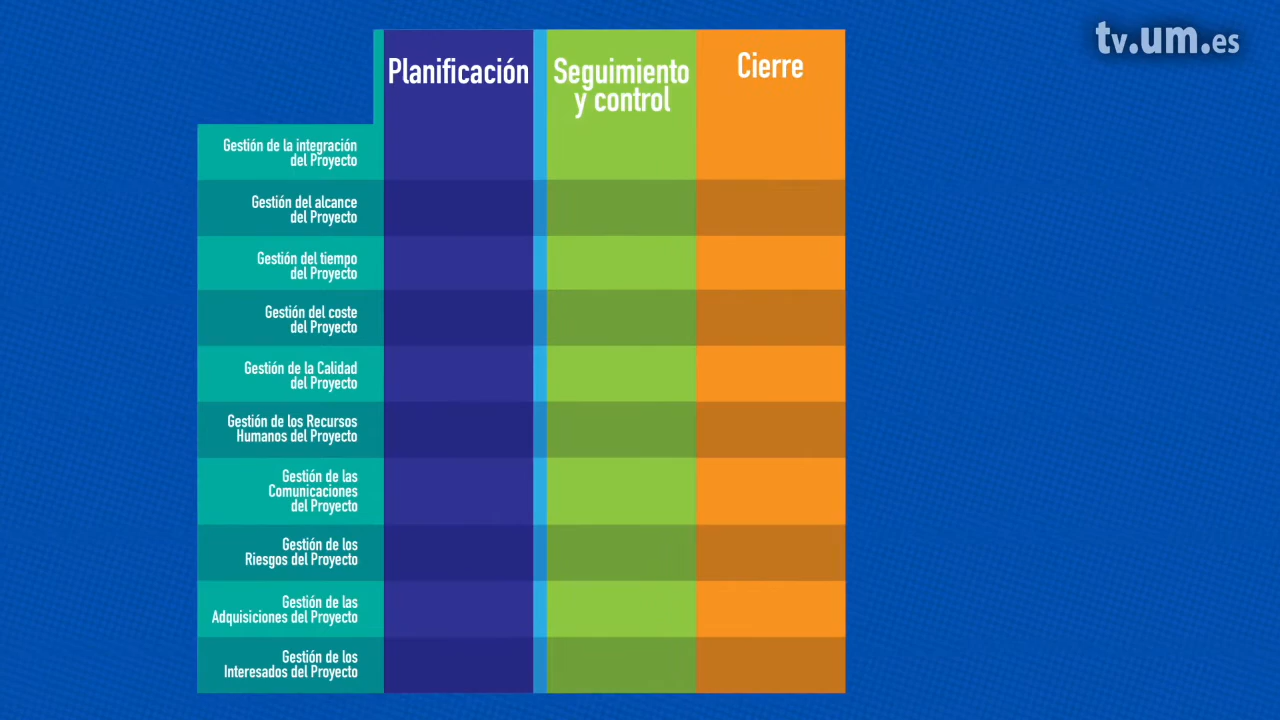 tv.um.es
Planificación
Seguimiento
y control
Cierre
Gestión de la integración
del Proyecto
Gestión del alcance
del Proyecto
Gestión del tiempo
del Proyecto
Gestión del coste
del Proyecto
Gestión de la Calidad
del Proyecto
Gestión de los Recursos
Humanos del Proyecto
Gestión de las
Comunicaciones
del Proyecto
Gestión de los
Riesgos del Proyecto
Gestión de las
Adquisiciones del Proyecto
Gestión de los
Interesados del Proyecto